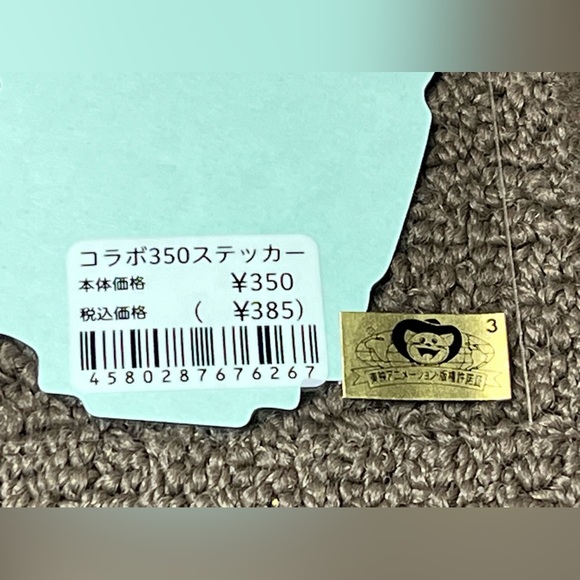 コラボ350ステッカー
本体価格 ¥350
税込価格 ( ¥385)
4580287676267
3
東映アニメーション・版権許諾証